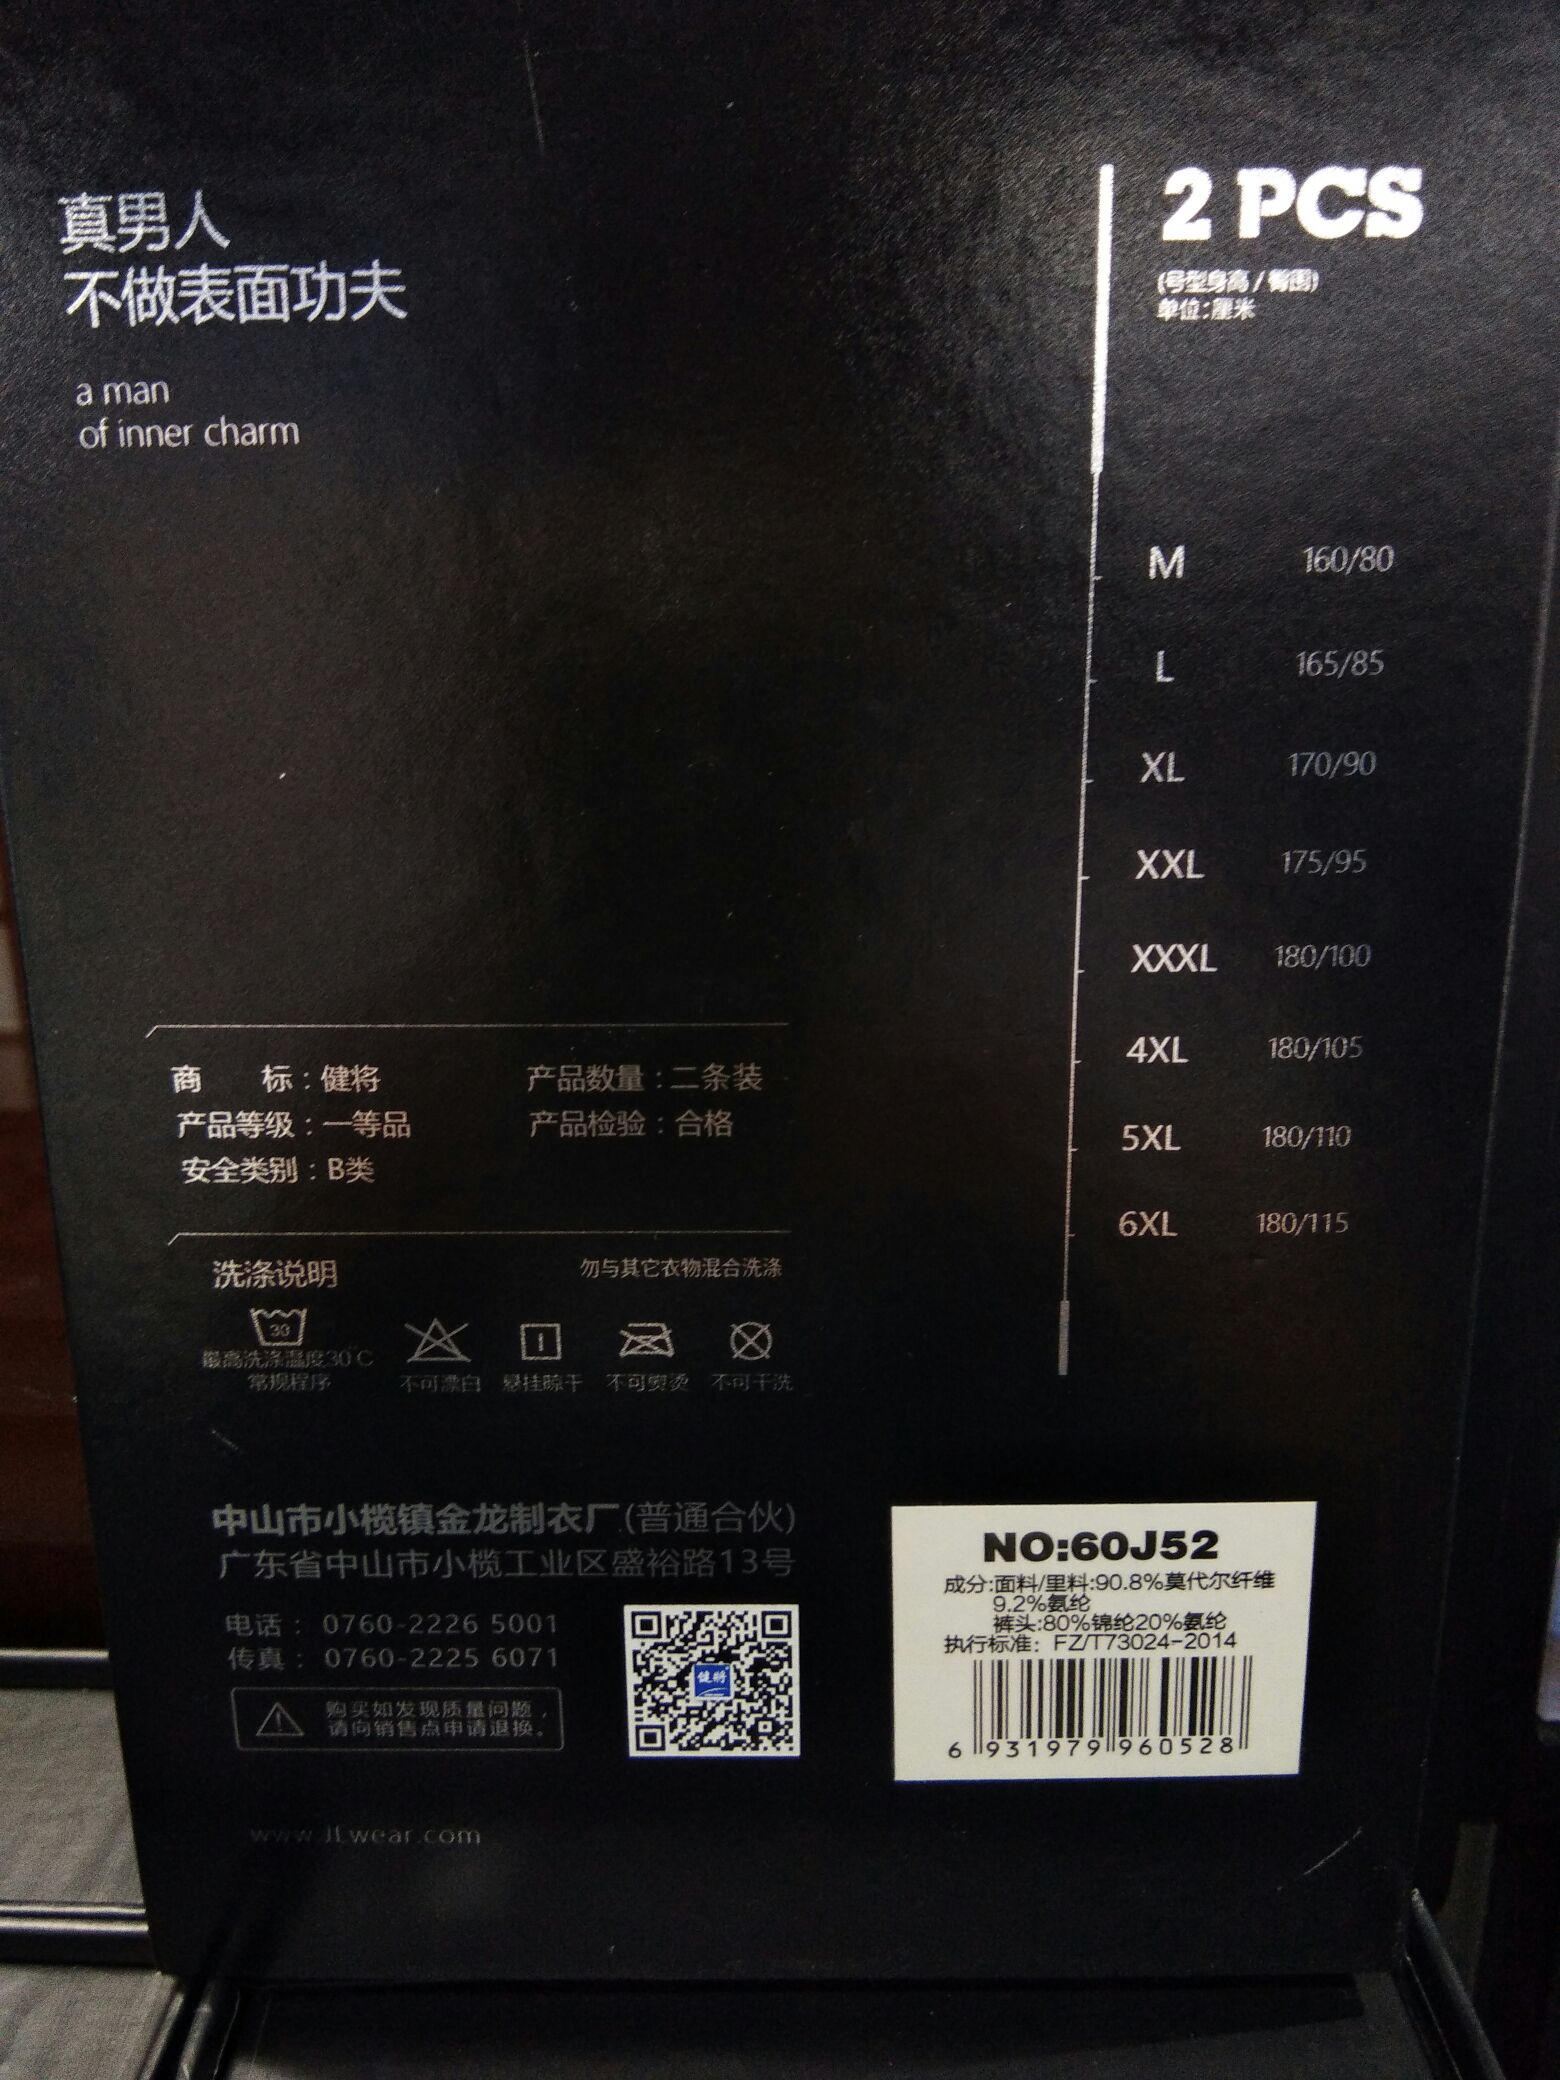 真男人
不做表面功夫
a man
of inner charm
2 PCS
(号型身高/臀围)
单位:厘米
M 160/80
L 165/85
XL 170/90
XXL 175/95
XXXL 180/100
4XL 180/105
5XL 180/110
6XL 180/115
商 标:健将 产品数量:二条装
产品等级:一等品 产品检验:合格
安全类别:B类
洗涤说明 勿与其它衣物混合洗涤
30
最高洗涤温度30°C
常规程序 不可漂白 悬挂晾干 不可熨烫 不可干洗
中山市小榄镇金龙制衣厂(普通合伙)
广东省中山市小榄工业区盛裕路13号
电话: 0760-2226 5001
传真: 0760-2225 6071
健将
购买如发现质量问题,
请向销售点申请退换。
www.JLwear.com
NO:60J52
成分:面料/里料:90.8%莫代尔纤维
9.2%氨纶
裤头:80%锦纶20%氨纶
执行标准: FZ/T73024-2014
6 931979 960528